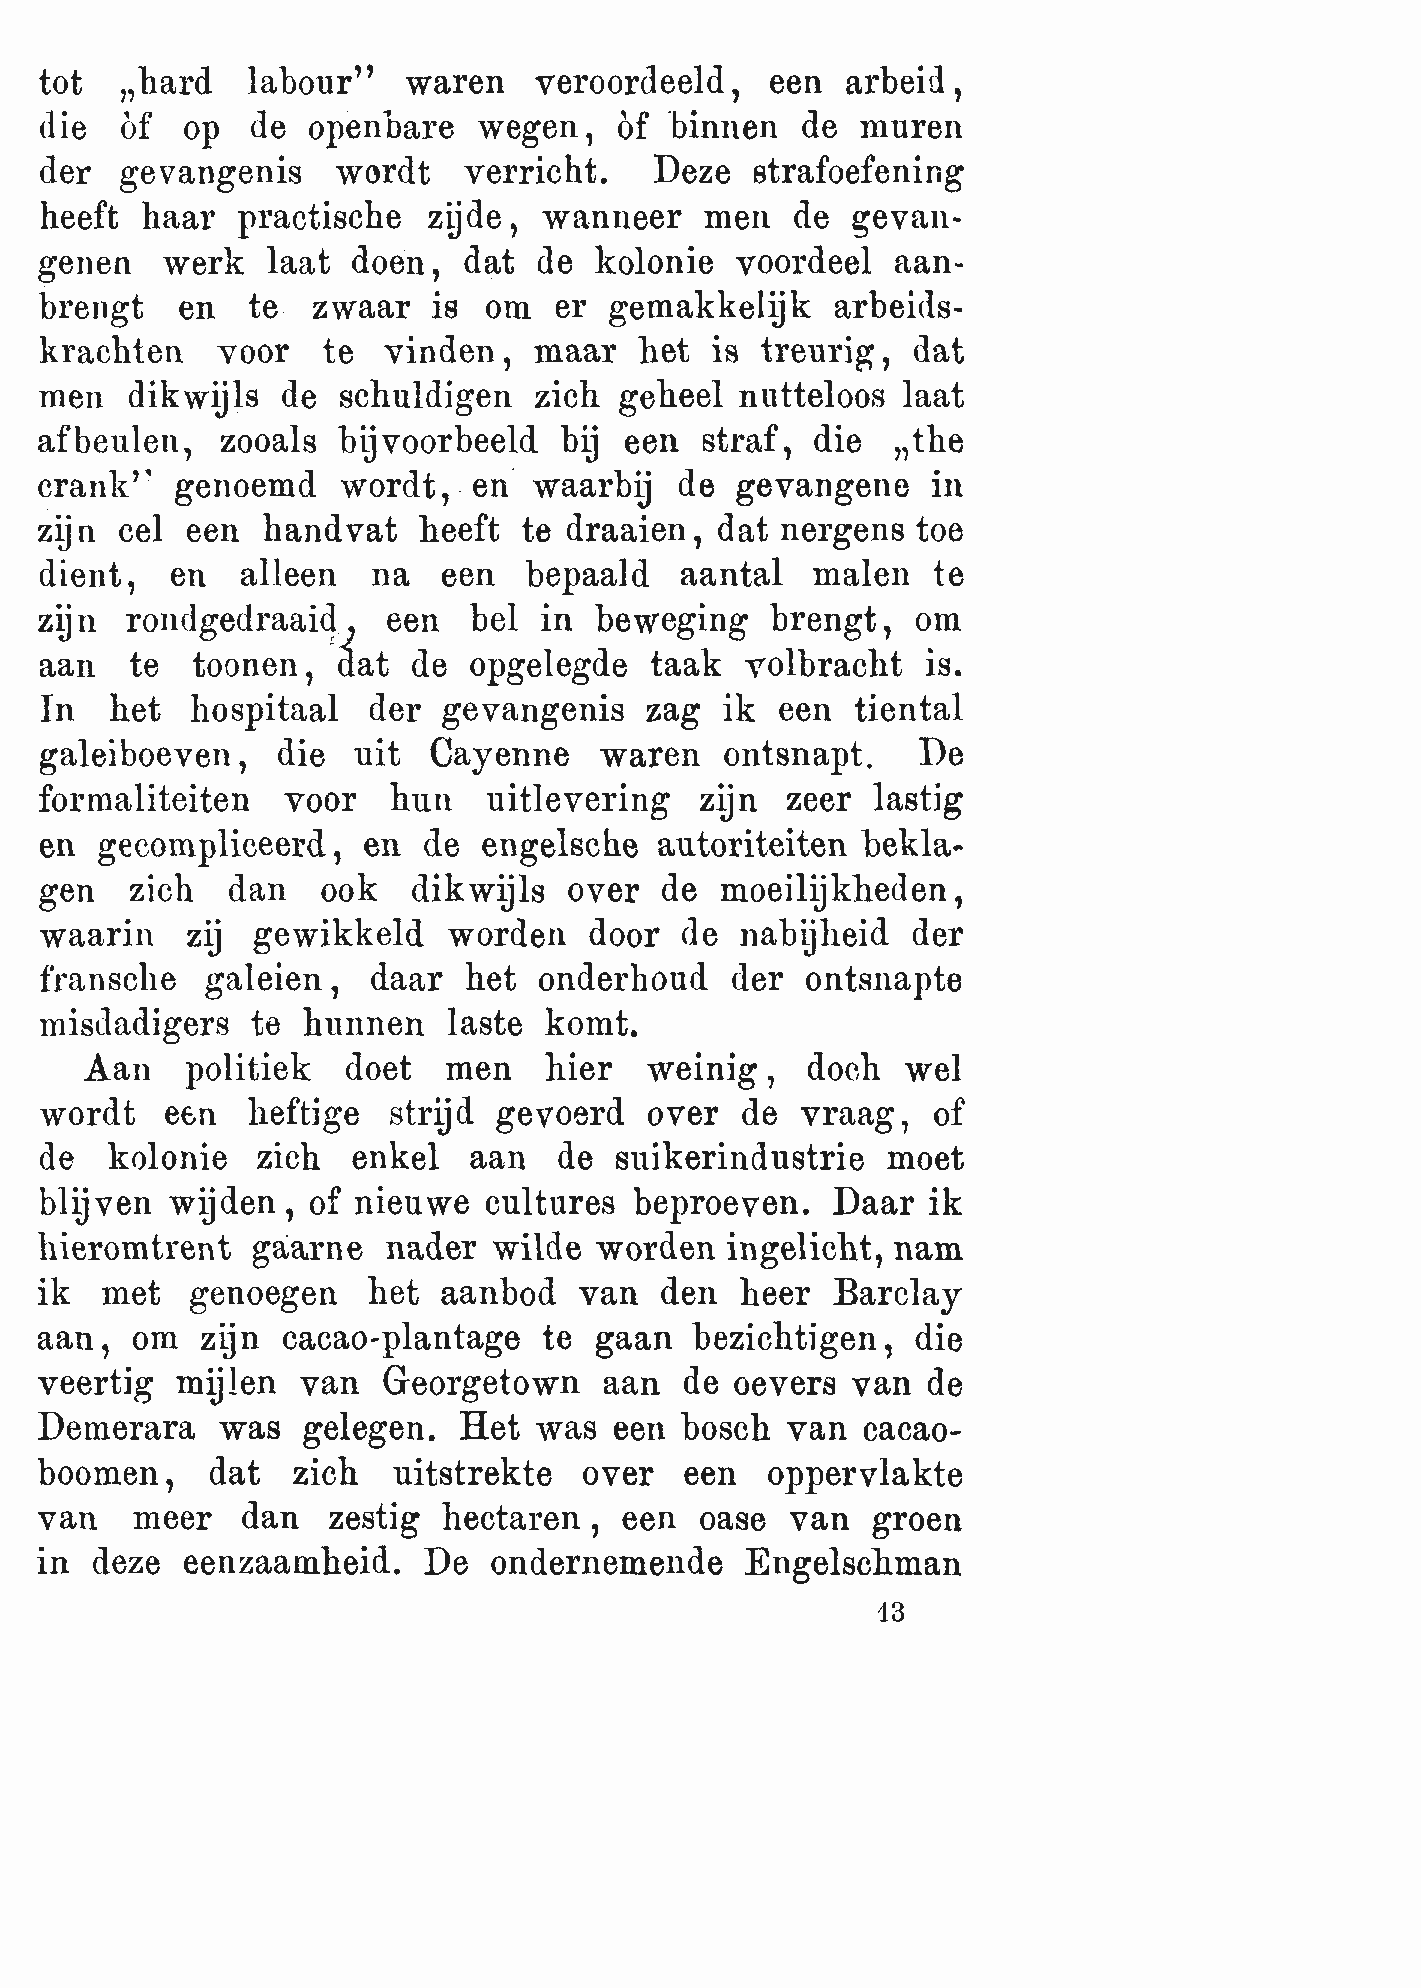 tot „hard labour” waren veroordeeld, een arbeid,
die òf op de openbare wegen, òf binnen de muren
der gevangenis wordt verricht. Deze strafoefening
heeft haar practische zijde, wanneer men de gevan-
genen werk laat doen, dat de kolonie voordeel aan-
brengt en te zwaar is om er gemakkelijk arbeids-
krachten voor te vinden, maar het is treurig, dat
men dikwijls de schuldigen zich geheel nutteloos laat
afbeulen, zooals bijvoorbeeld bij een straf, die „the
crank” genoemd wordt, en waarbij de gevangene in
zijn cel een handvat heeft te draaien, dat nergens toe
dient, en alleen na een bepaald aantal malen te
zijn rondgedraaid, een bel in beweging brengt, om
aan te toonen, dat de opgelegde taak volbracht is.
In het hospitaal der gevangenis zag ik een tiental
galeiboeven, die uit Cayenne waren ontsnapt. De
formaliteiten voor hun uitlevering zijn zeer lastig
en gecompliceerd, en de engelsche autoriteiten bekla-
gen zich dan ook dikwijls over de moeilijkheden,
waarin zij gewikkeld worden door de nabijheid der
fransche galeien, daar het onderhoud der ontsnapte
misdadigers te hunnen laste komt.
Aan politiek doet men hier weinig, doch wel
wordt een heftige strijd gevoerd over de vraag, of
de kolonie zich enkel aan de suikerindustrie moet
blijven wijden, of nieuwe cultures beproeven. Daar ik
hieromtrent gaarne nader wilde worden ingelicht, nam
ik met genoegen het aanbod van den heer Barclay
aan, om zijn cacao-plantage te gaan bezichtigen, die
veertig mijlen van Georgetown aan de oevers van de
Demerara was gelegen. Het was een bosch van cacao-
boomen, dat zich uitstrekte over een oppervlakte
van meer dan zestig hectaren, een oase van groen
in deze eenzaamheid. De ondernemende Engelschman
13